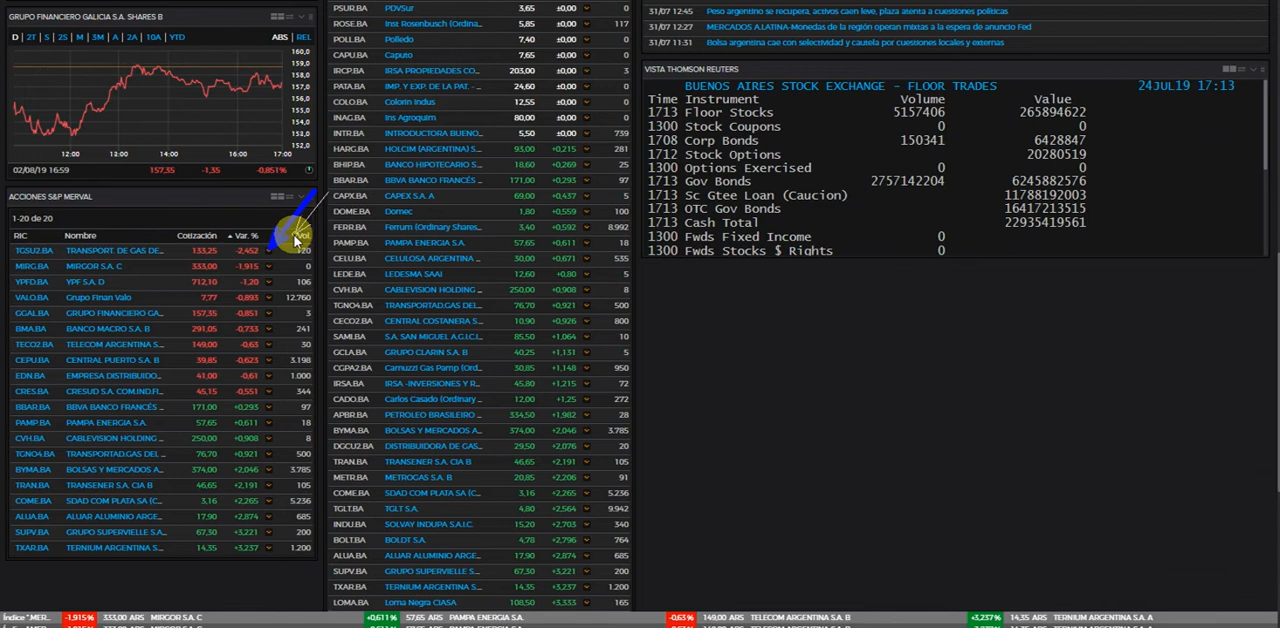 GRUPO FINANCIERO GALICIA S.A. SHARES B
D 2T S 2S M 3M A 2A 10A YTD ABS REL
160,0
159,0
158,0
157,0
156,0
155,0
154,0
153,0
152,0
12:00 13:00 14:00 16:00 17:00
02/08/19 16:59 157,35 -1,35 -0,851%
ACCIONES S&P MERVAL
1-20 de 20
RIC Nombre Cotización Var. % Vol.
TGSU2.BA TRANSPORT. DE GAS DE... 133,25 -2,452
MIRG.BA MIRGOR S.A. C 333,00 -1,915 0
YPFD.BA YPF S.A. D 712,10 -1,20 106
VALO.BA Grupo Finan Valo 7,77 -0,893 12.760
GGAL.BA GRUPO FINANCIERO GA... 157,35 -0,851 3
BMA.BA BANCO MACRO S.A. B 291,05 -0,733 241
TECO2.BA TELECOM ARGENTINA S... 149,00 -0,63 30
CEPU.BA CENTRAL PUERTO S.A. B 39,85 -0,623 3.198
EDN.BA EMPRESA DISTRIBUIDO... 41,00 -0,61 1.000
CRES.BA CRESUD S.A. COM.IND.FI... 45,15 -0,551 344
BBAR.BA BBVA BANCO FRANCÉS ... 171,00 +0,293 97
PAMP.BA PAMPA ENERGIA S.A. 57,65 +0,611 18
CVH.BA CABLEVISION HOLDING ... 250,00 +0,908 8
TGNO4.BA TRANSPORTAD.GAS DEL... 76,70 +0,921 500
BYMA.BA BOLSAS Y MERCADOS A... 374,00 +2,046 3.785
TRAN.BA TRANSENER S.A. CIA B 46,65 +2,191 105
COME.BA SDAD COM PLATA SA (C... 3,16 +2,265 5.236
ALUA.BA ALUAR ALUMINIO ARGE... 17,90 +2,874 685
SUPV.BA GRUPO SUPERVIELLE S.A... 67,30 +3,221 200
TXAR.BA TERNIUM ARGENTINA S... 14,35 +3,237 1.200
PSUR.BA PDVSur 3,65 ±0,00
ROSE.BA Inst Rosenbusch (Ordina... 5,85 ±0,00 117
POLL.BA Polledo 7,40 ±0,00
CAPU.BA Caputo 7,65 ±0,00
IRCP.BA IRSA PROPIEDADES CO... 203,00 ±0,00 3
PATA.BA IMP. Y EXP. DE LA PAT. - ... 24,60 ±0,00
COLO.BA Colorin Indus 12,55 ±0,00
INAG.BA Ins Agroquim 80,00 ±0,00
INTR.BA INTRODUCTORA BUENO... 5,50 ±0,00 739
HARG.BA HOLCIM (ARGENTINA) S... 93,00 +0,215 281
BHIP.BA BANCO HIPOTECARIO S... 18,60 +0,269 25
BBAR.BA BBVA BANCO FRANCÉS ... 171,00 +0,293 97
CAPX.BA CAPEX S.A. A 69,00 +0,437 5
DOME.BA Domec 1,80 +0,559 100
FERR.BA Ferrum (Ordinary Shares... 3,40 +0,592 8.992
PAMP.BA PAMPA ENERGIA S.A. 57,65 +0,611 18
CELU.BA CELULOSA ARGENTINA ... 30,00 +0,671 535
LEDE.BA LEDESMA SAAI 12,60 +0,80 5
CVH.BA CABLEVISION HOLDING ... 250,00 +0,908 8
TGNO4.BA TRANSPORTAD.GAS DEL... 76,70 +0,921 500
CECO2.BA CENTRAL COSTANERA S... 10,90 +0,926 800
SAMI.BA S.A. SAN MIGUEL A.G.I.C.I... 85,50 +1,064 10
GCLA.BA GRUPO CLARIN S.A. B 40,25 +1,131 5
CGPA2.BA Camuzzi Gas Pamp (Ord... 30,85 +1,148 950
IRSA.BA IRSA -INVERSIONES Y R... 45,80 +1,215 72
CADO.BA Carlos Casado (Ordinary ... 12,00 +1,25 272
APBR.BA PETROLEO BRASILEIRO ... 334,50 +1,982 28
BYMA.BA BOLSAS Y MERCADOS A... 374,00 +2,046 3.785
DGCU2.BA DISTRIBUIDORA DE GAS... 29,50 +2,076 20
TRAN.BA TRANSENER S.A. CIA B 46,65 +2,191 105
METR.BA METROGAS S.A. B 20,85 +2,206 91
COME.BA SDAD COM PLATA SA (C... 3,16 +2,265 5.236
TGLT.BA TGLT S.A. 4,80 +2,564 9.942
INDU.BA SOLVAY INDUPA S.A.I.C. 15,20 +2,703 340
BOLT.BA BOLDT S.A. 4,78 +2,796 764
ALUA.BA ALUAR ALUMINIO ARGE... 17,90 +2,874 685
SUPV.BA GRUPO SUPERVIELLE S.A... 67,30 +3,221 200
TXAR.BA TERNIUM ARGENTINA S... 14,35 +3,237 1.200
LOMA.BA Loma Negra CIASA 108,50 +3,333 165
31/07 12:45 Peso argentino se recupera, activos caen leve, plaza atenta a cuestiones políticas
31/07 12:27 MERCADOS A.LATINA-Monedas de la región operan mixtas a la espera de anuncio Fed
31/07 11:31 Bolsa argentina cae con selectividad y cautela por cuestiones locales y externas
VISTA THOMSON REUTERS
BUENOS AIRES STOCK EXCHANGE - FLOOR TRADES 24JUL19 17:13
Time Instrument Volume Value
1713 Floor Stocks 5157406 265894622
1300 Stock Coupons 0 0
1708 Corp Bonds 150341 6428847
1712 Stock Options 20280519
1300 Options Exercised 0 0
1713 Gov Bonds 2757142204 6245882576
1713 Sc Gtee Loan (Caucion) 11788192003
1713 OTC Gov Bonds 16417213515
1713 Cash Total 22935419561
1300 Fwds Fixed Income 0
1300 Fwds Stocks $ Rights 0
Índice "MER... -1,915% 333,00 ARS MIRGOR S.A. C +0,611% 57,65 ARS PAMPA ENERGIA S.A. -0,63% 149,00 ARS TELECOM ARGENTINA S.A. B +3,237% 14,35 ARS TERNIUM ARGENTINA S.A. A